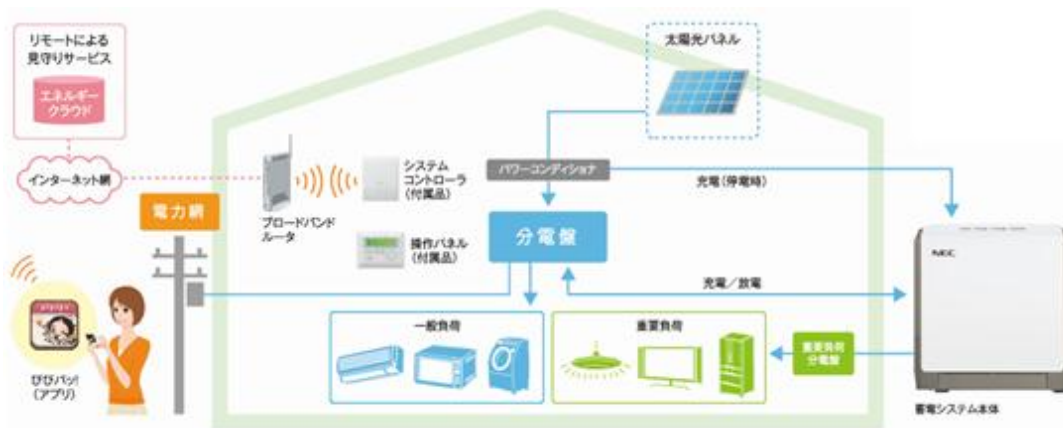 リモートによる
見守りサービス
エネルギー
クラウド
インターネット網
電力網
びびパッ!
(アプリ)
ブロードバンド
ルータ
システム
コントローラ
(付属品)
操作パネル
(付属品)
太陽光パネル
パワーコンディショナ
分電盤
充電(停電時)
充電/放電
一般負荷
重要負荷
重要負荷
分電盤
NEC
蓄電システム本体